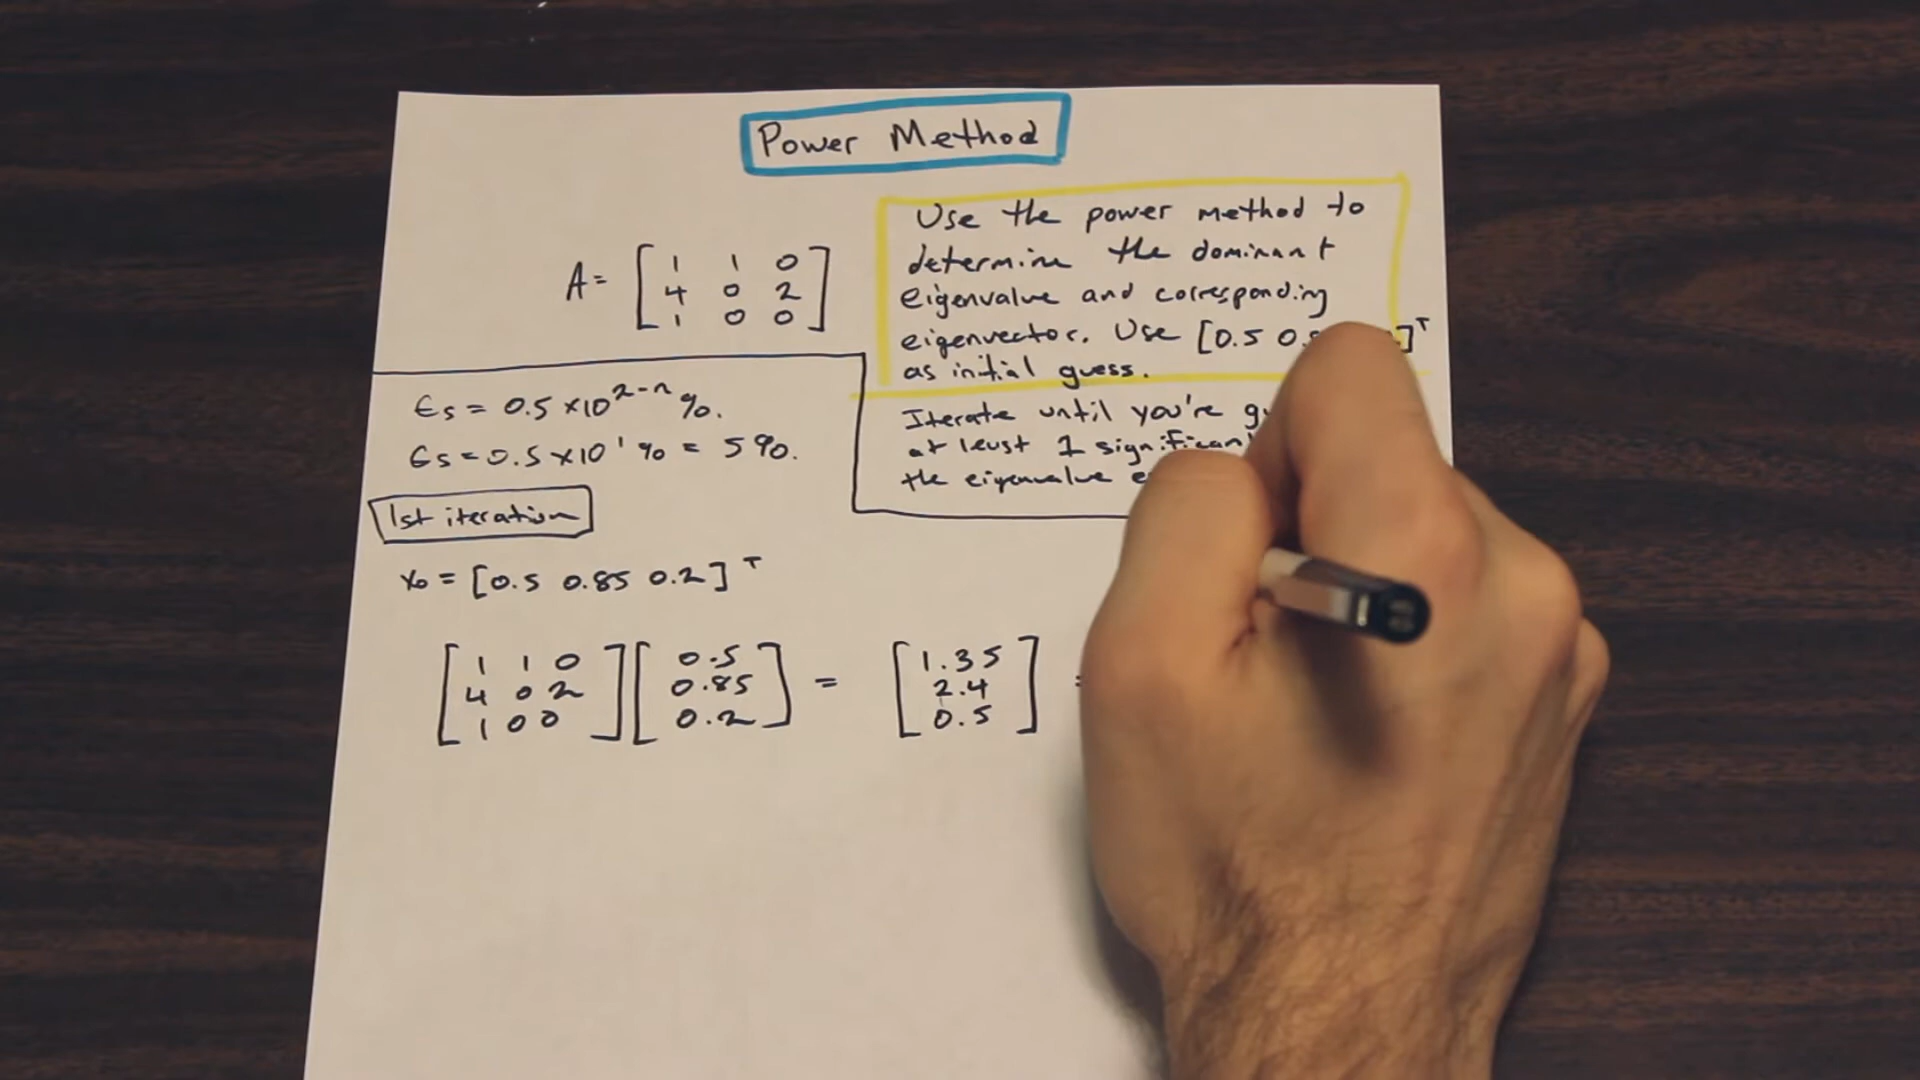 Power Method
A = [ 1 1 0
4 0 2
1 0 0 ]
Use the power method to
determine the dominant
eigenvalue and corresponding
eigenvector. Use [0.5 0. ]ᵀ
as initial guess.
Iterate until you're
at least 1 significant
the eigenvalue
εs = 0.5 × 10²⁻ⁿ %.
εs = 0.5 × 10¹ % = 5 %.
1st iteration
x₀ = [0.5 0.85 0.2]ᵀ
[ 1 1 0 ] [ 0.5 ] = [ 1.35 ] =
[ 4 0 2 ] [ 0.85 ] [ 2.4 ]
[ 1 0 0 ] [ 0.2 ] [ 0.5 ]